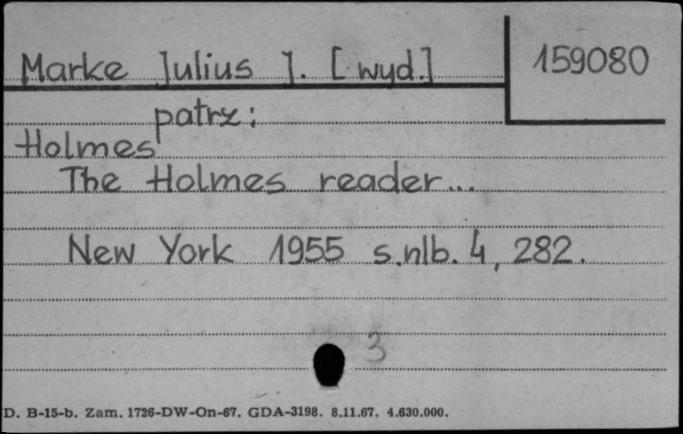 Marke Julius J. [wyd.]
159080
patrz:
Holmes
The Holmes reader...
New York 1955 s.nlb. 4, 282.
3
D. B-15-b. Zam. 1726-DW-On-67. GDA-3198. 8.11.67. 4.630.000.